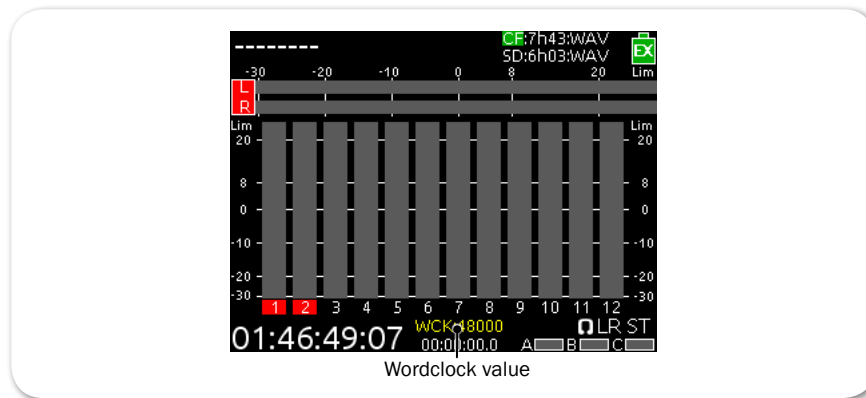 --------
CF:7h43:WAV
SD:6h03:WAV
EX
-30 -20 -10 0 8 20 Lim
L
R
Lim Lim
20 20
8 8
0 0
-10 -10
-20 -20
-30 -30
1 2 3 4 5 6 7 8 9 10 11 12
01:46:49:07
WCK:48000
00:00:00.0
LR ST
A B C
Wordclock value